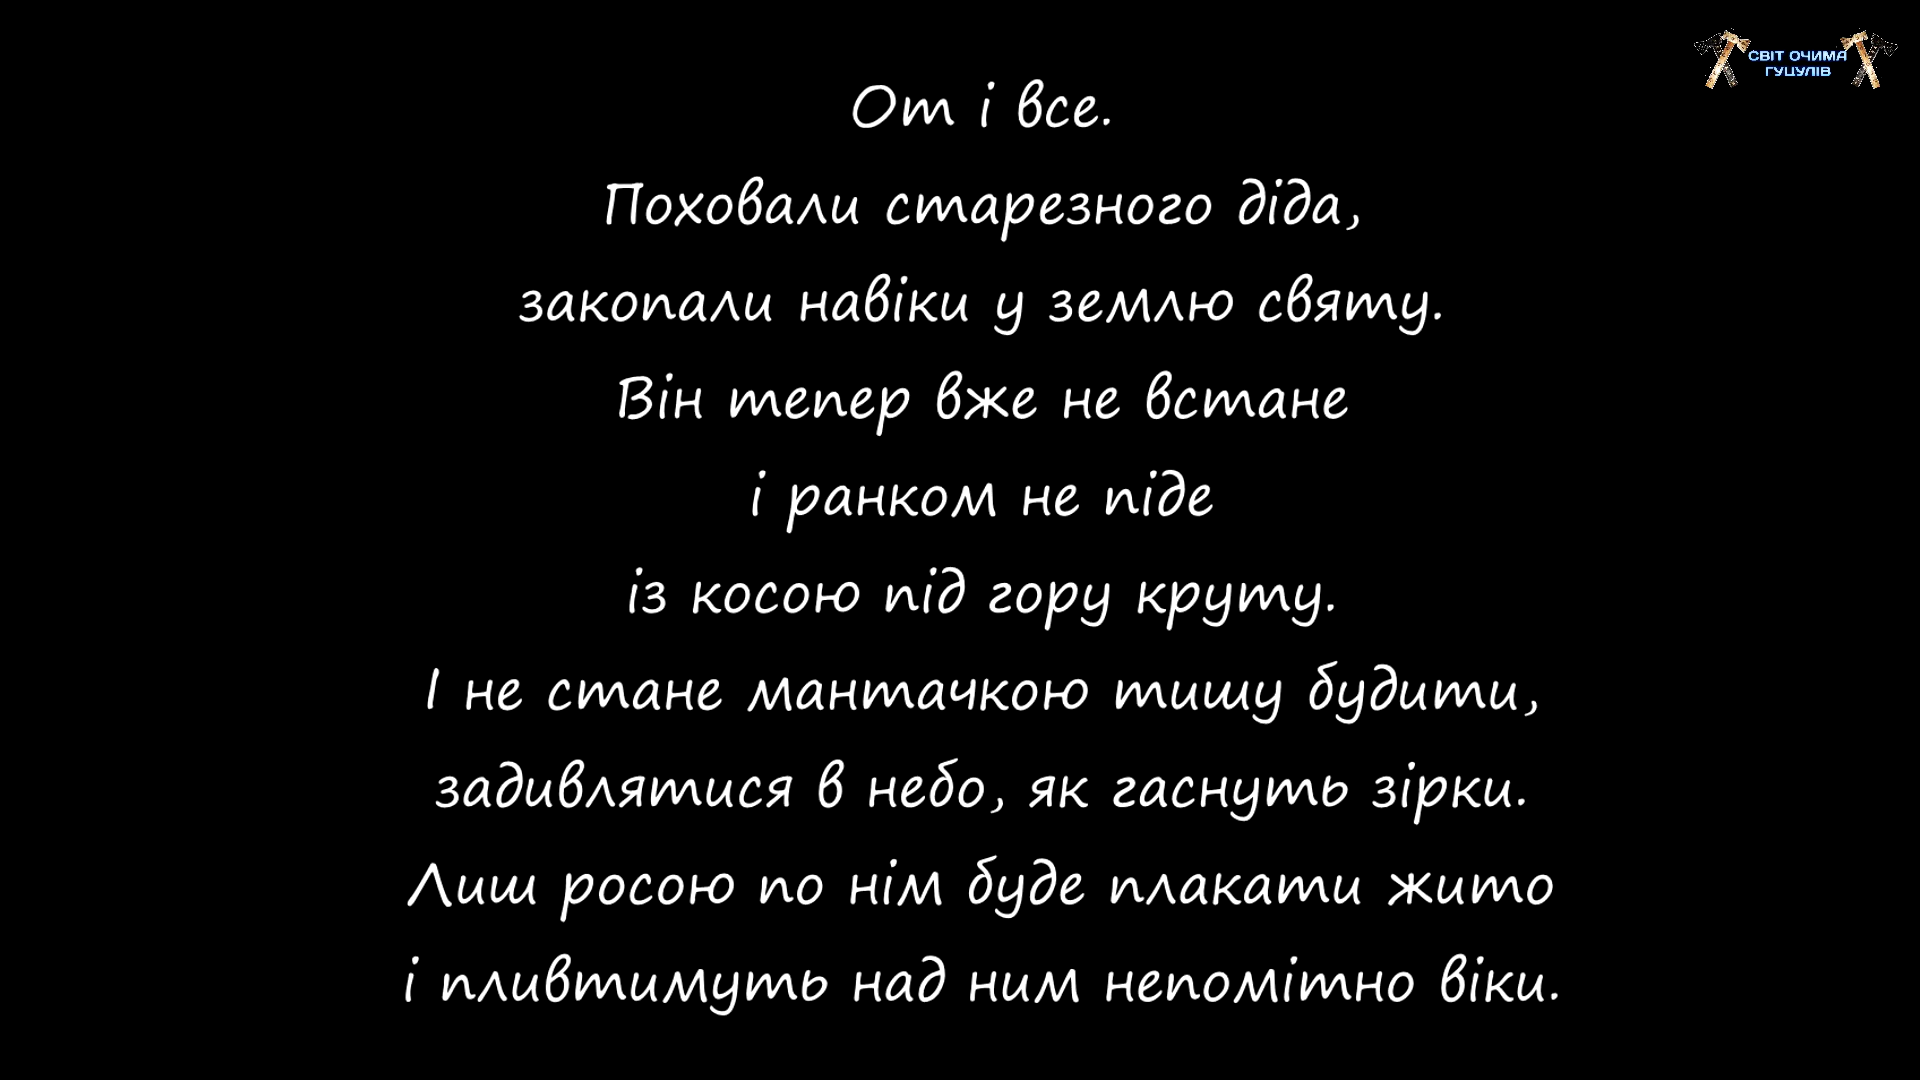 СВІТ ОЧИМА
ГУЦУЛІВ
От і все.
Поховали старезного діда,
закопали навіки у землю святу.
Він тепер вже не встане
і ранком не піде
із косою під гору круту.
І не стане мантачкою тишу будити,
задивлятися в небо, як гаснуть зірки.
Лиш росою по нім буде плакати жито
і пливтимуть над ним непомітно віки.